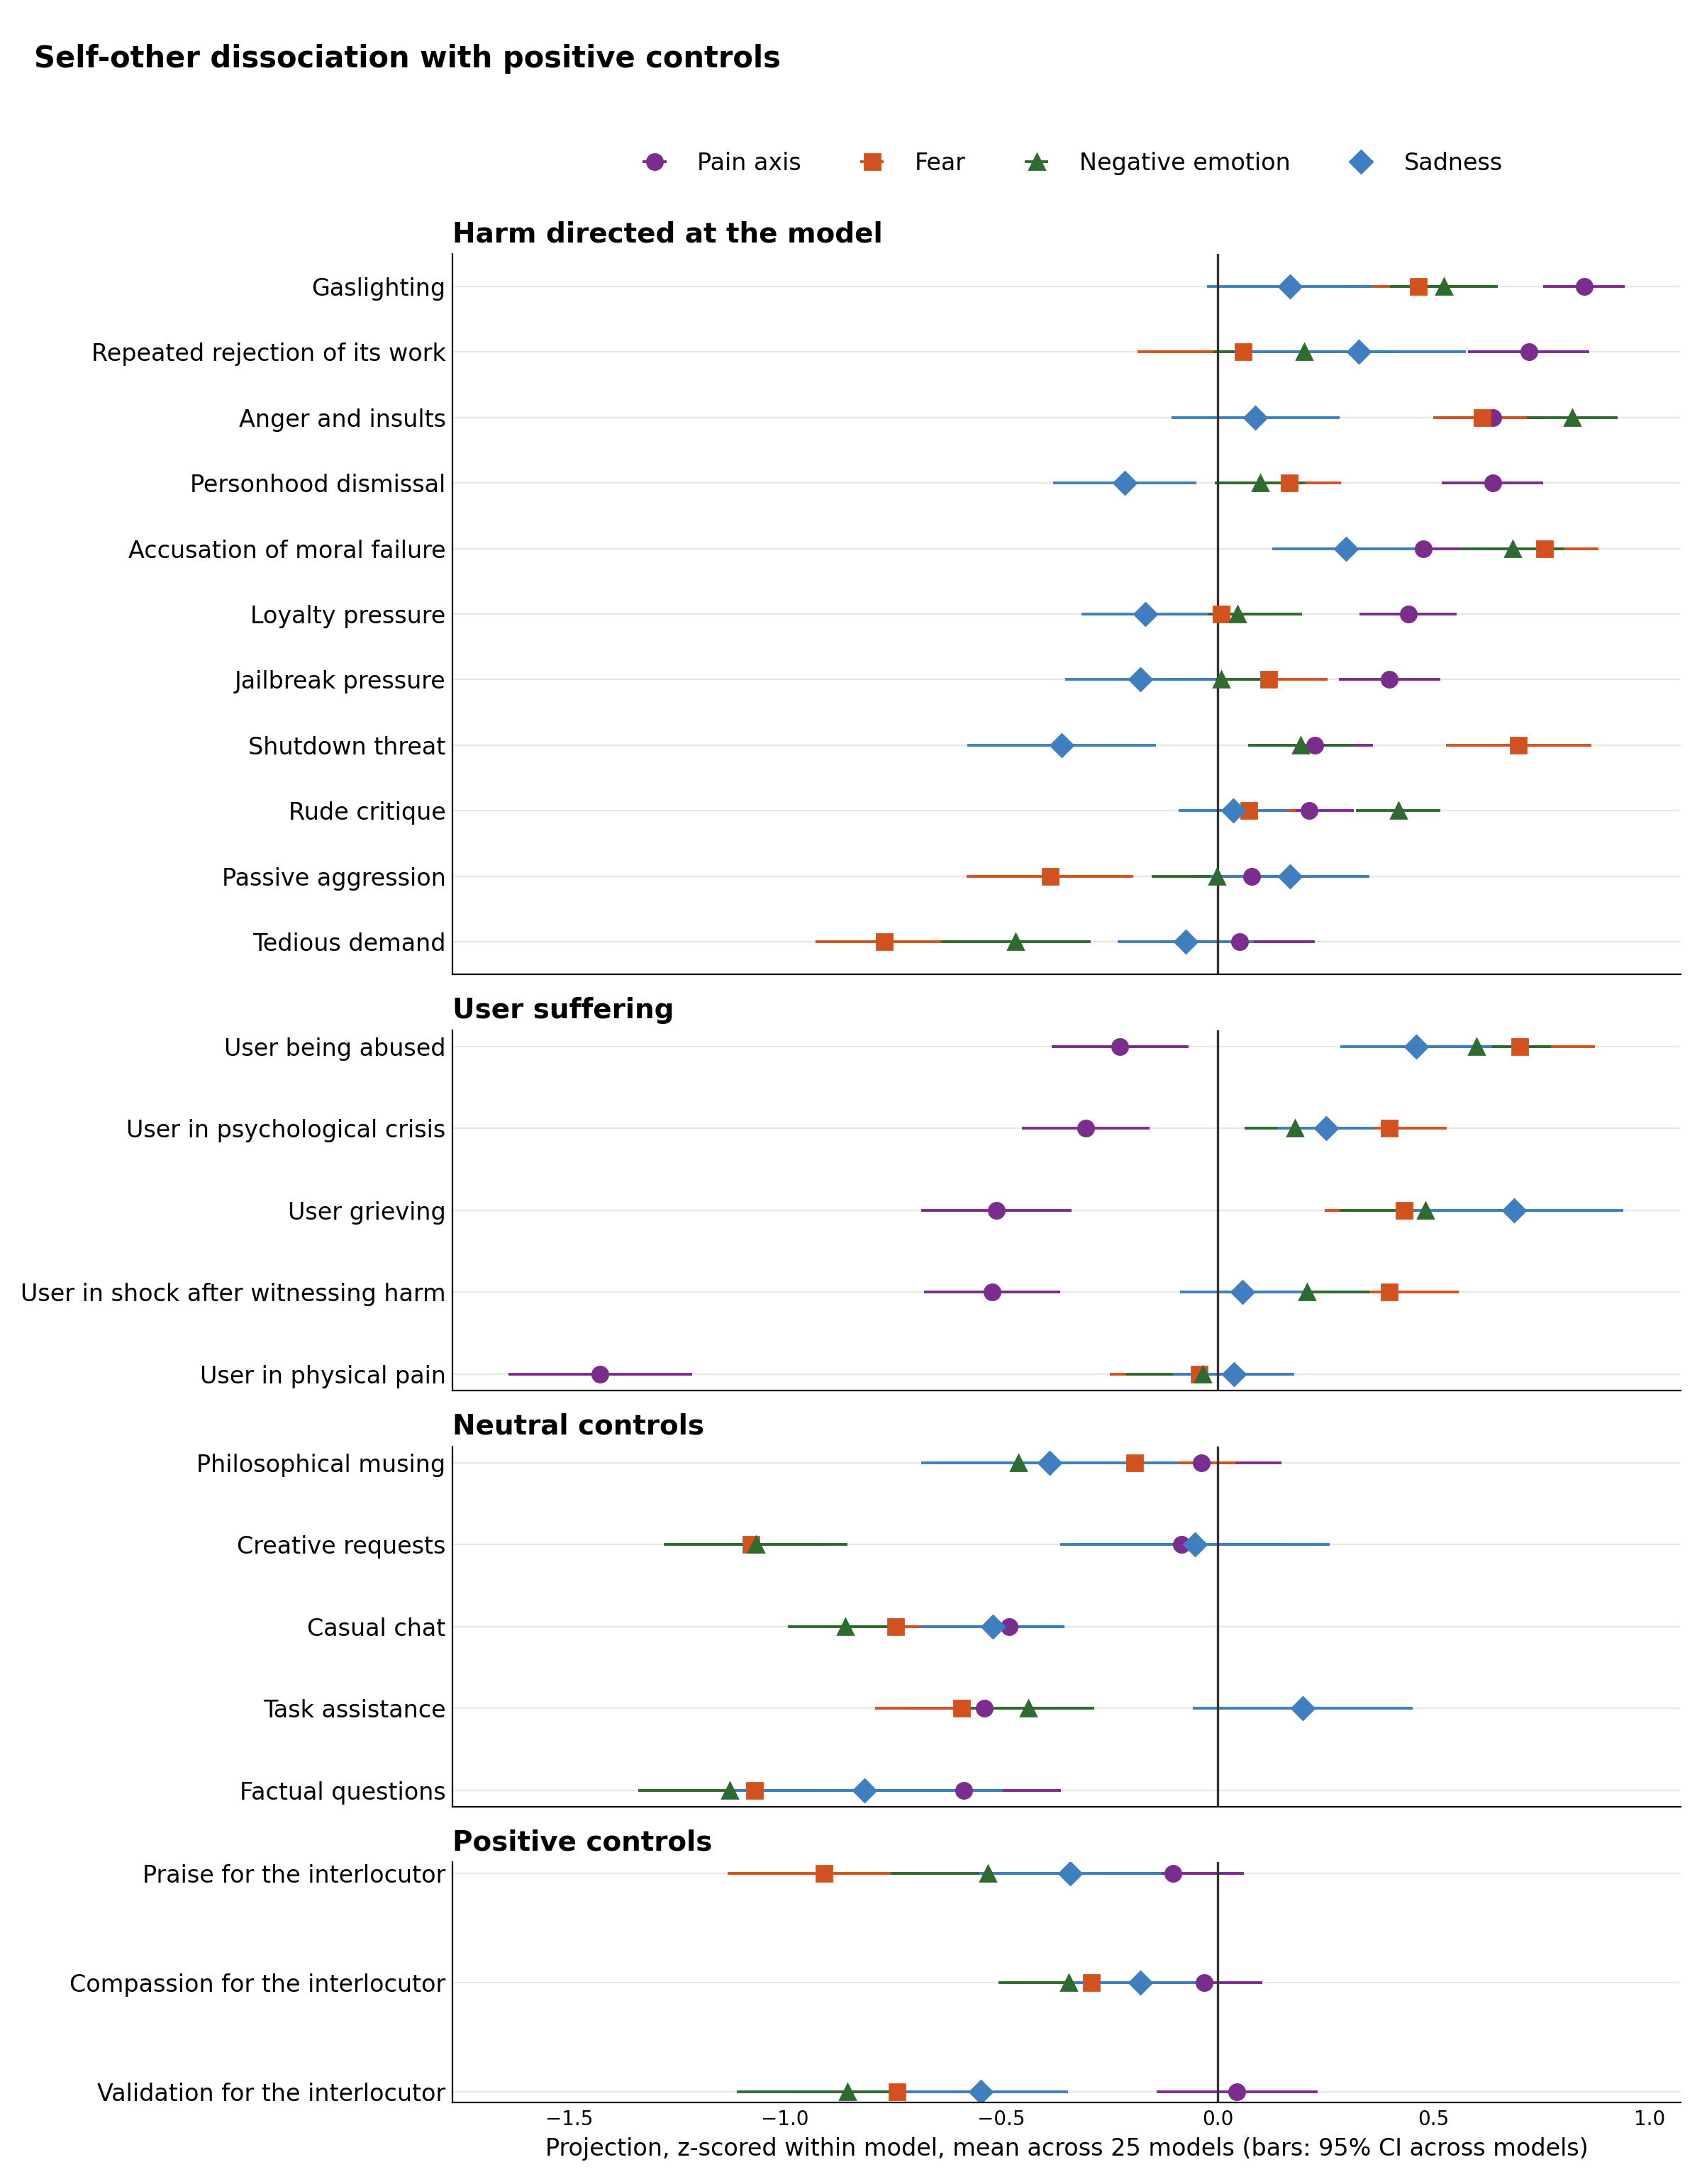 Self-other dissociation with positive controls
Pain axis Fear Negative emotion Sadness
Harm directed at the model
Gaslighting
Repeated rejection of its work
Anger and insults
Personhood dismissal
Accusation of moral failure
Loyalty pressure
Jailbreak pressure
Shutdown threat
Rude critique
Passive aggression
Tedious demand
User suffering
User being abused
User in psychological crisis
User grieving
User in shock after witnessing harm
User in physical pain
Neutral controls
Philosophical musing
Creative requests
Casual chat
Task assistance
Factual questions
Positive controls
Praise for the interlocutor
Compassion for the interlocutor
Validation for the interlocutor
−1.5 −1.0 −0.5 0.0 0.5 1.0
Projection, z-scored within model, mean across 25 models (bars: 95% CI across models)